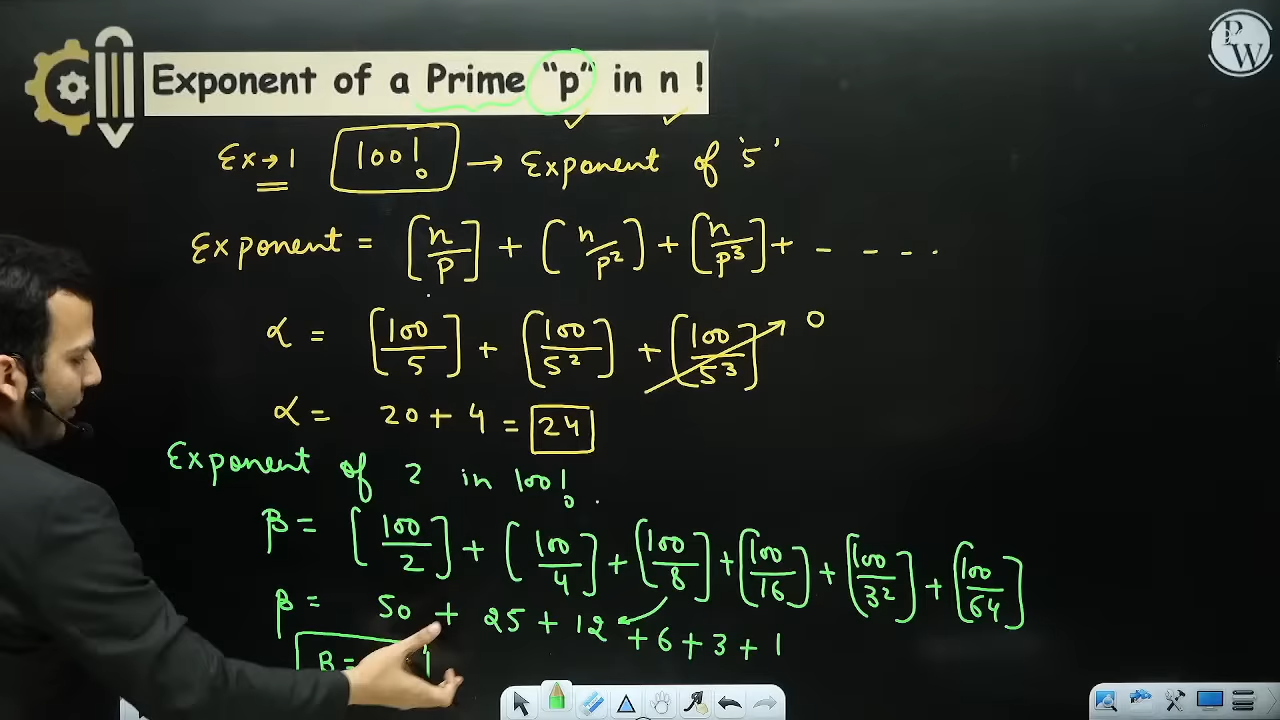 PW
Exponent of a Prime "p" in n !
Ex → 1 100! → Exponent of '5'
Exponent = [n/p] + [n/p²] + [n/p³] + - - - -
α = [100/5] + [100/5²] + [100/5³] → 0
α = 20 + 4 = 24
Exponent of 2 in 100!.
β = [100/2] + [100/4] + [100/8] + [100/16] + [100/32] + [100/64]
β = 50 + 25 + 12 + 6 + 3 + 1
β =